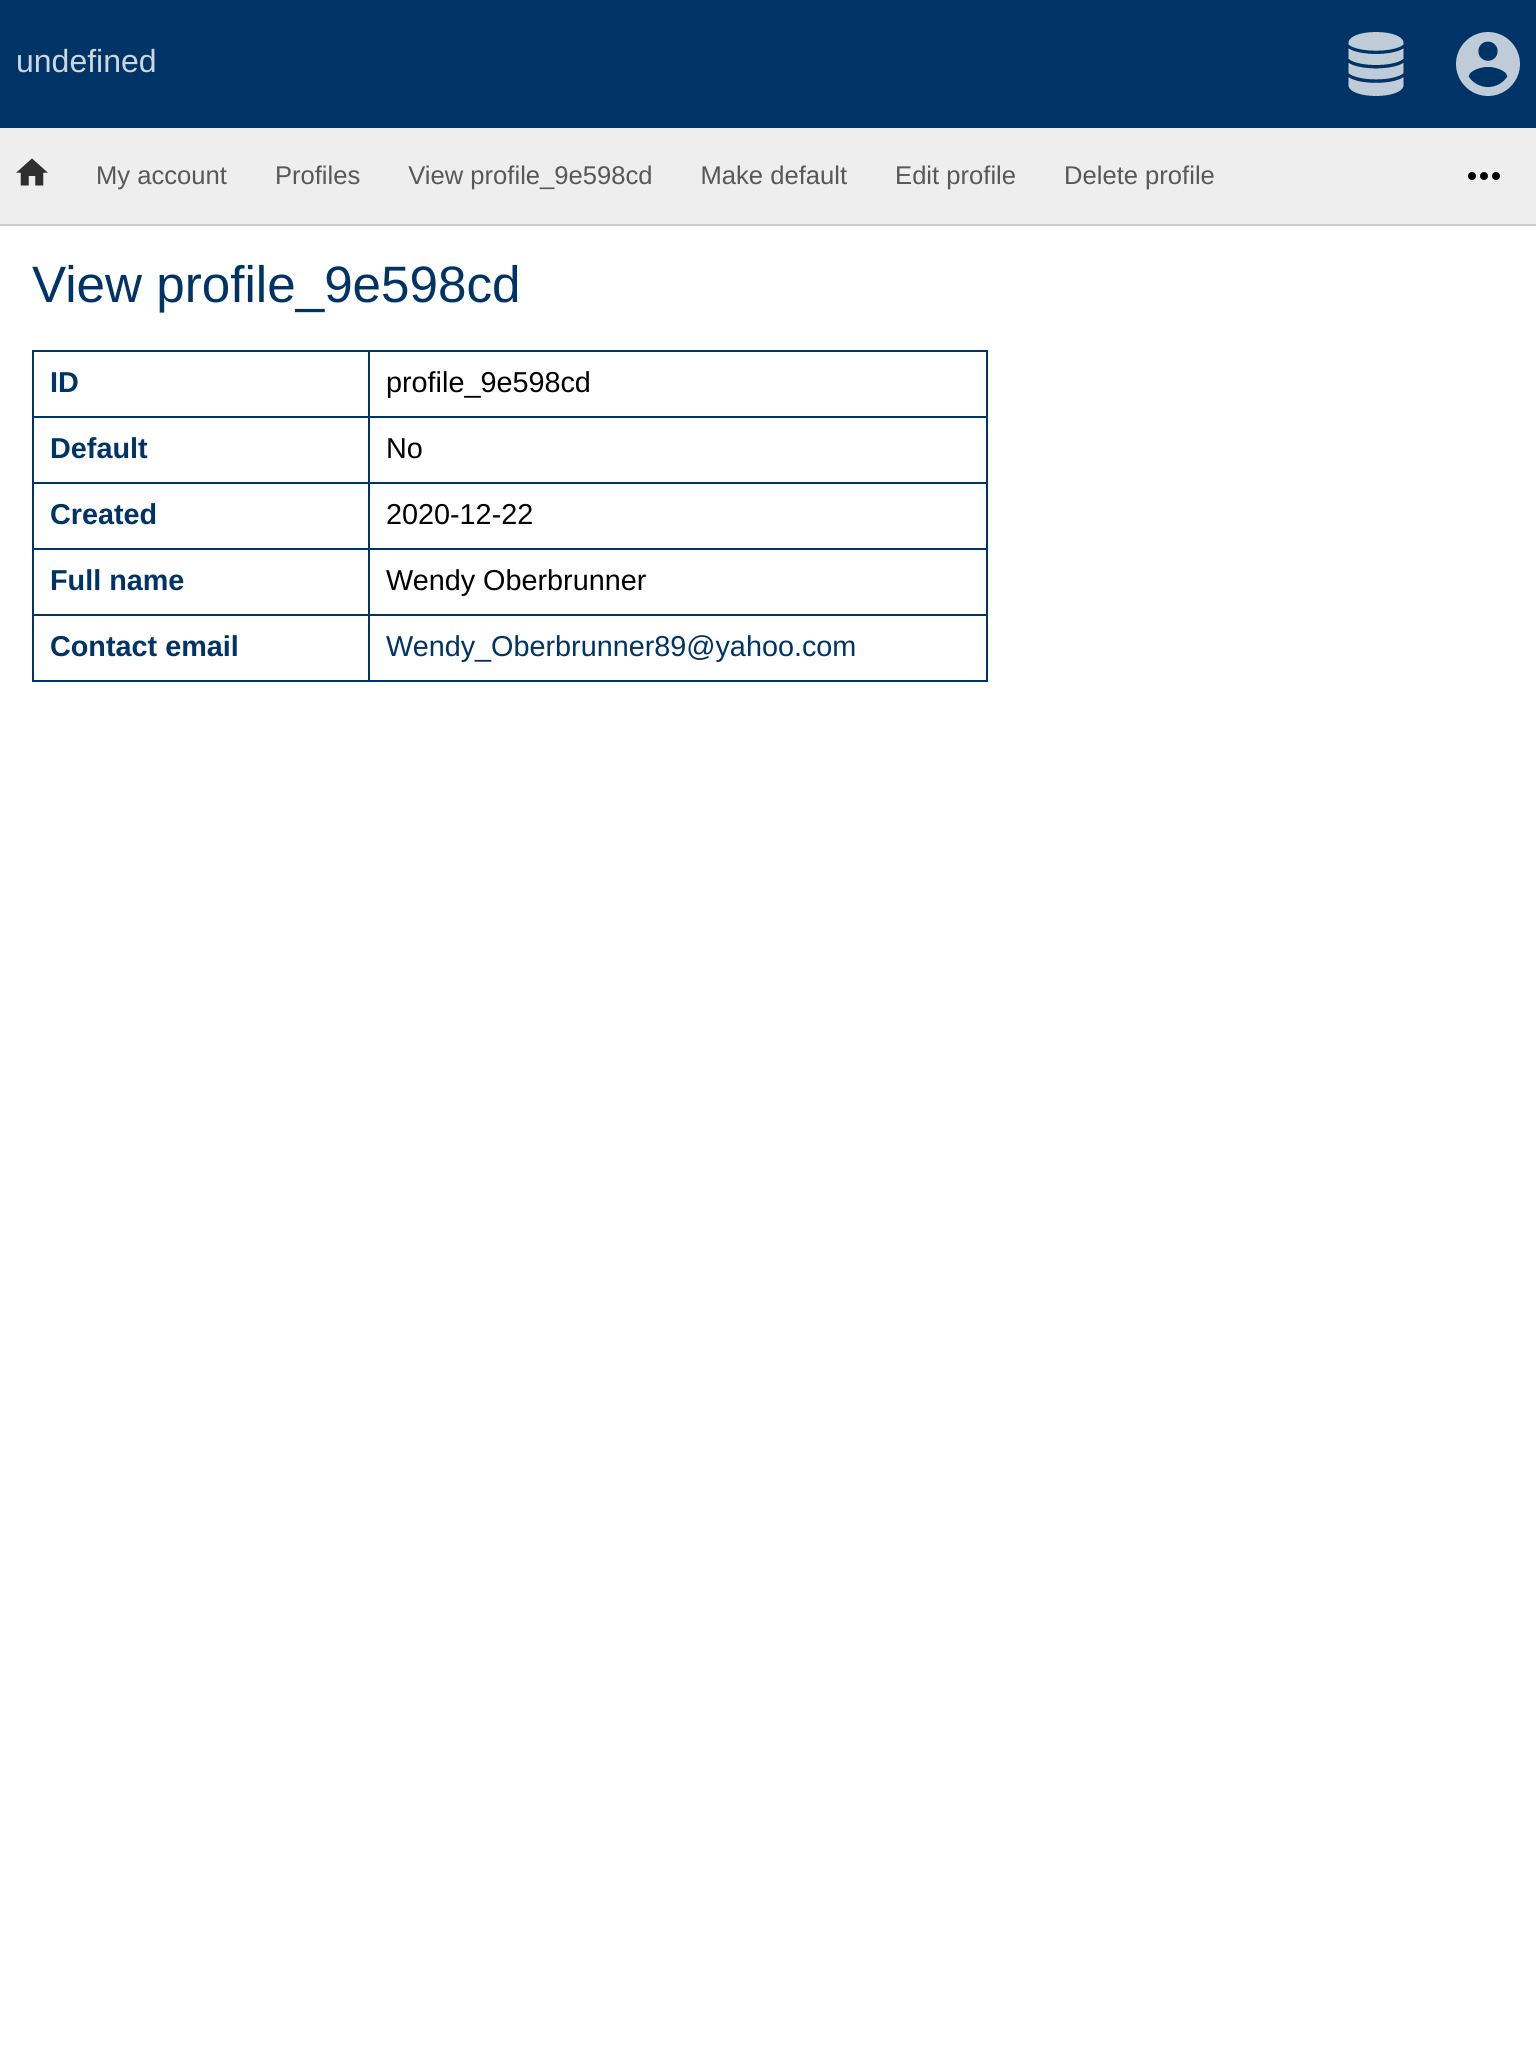 undefined
My account Profiles View profile_9e598cd Make default Edit profile Delete profile
View profile_9e598cd
ID profile_9e598cd
Default No
Created 2020-12-22
Full name Wendy Oberbrunner
Contact email Wendy_Oberbrunner89@yahoo.com